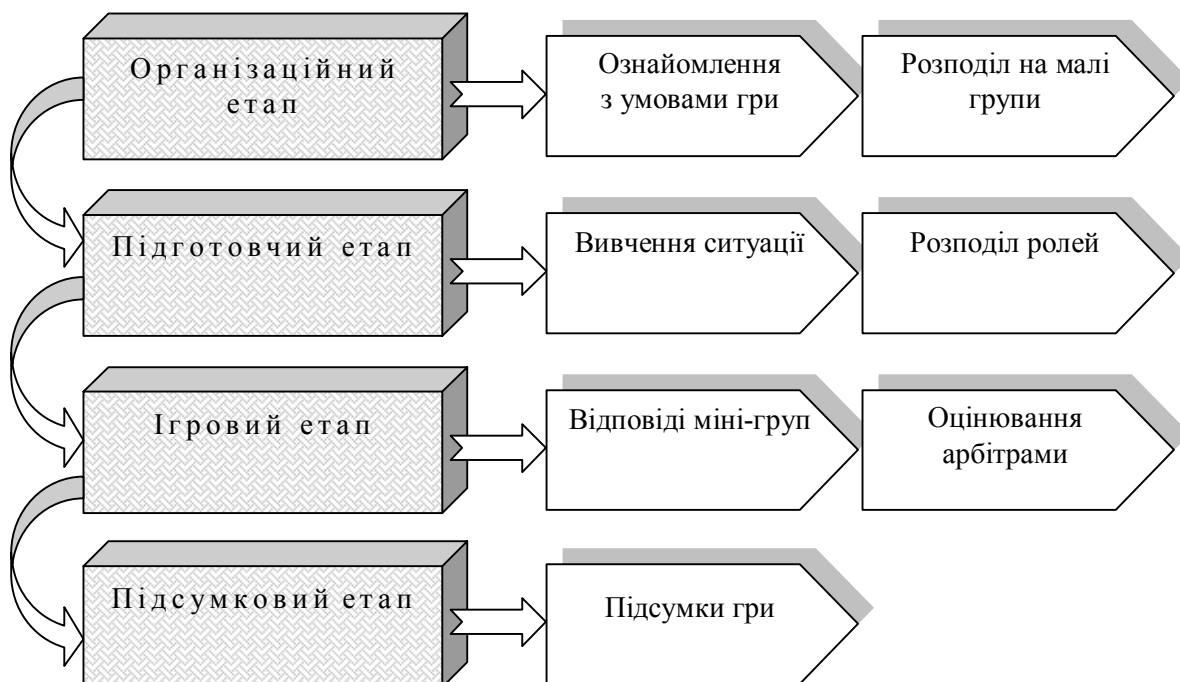 Організаційний
етап
Ознайомлення
з умовами гри
Розподіл на малі
групи
Підготовчий етап
Вивчення ситуації
Розподіл ролей
Ігровий етап
Відповіді міні-груп
Оцінювання
арбітрами
Підсумковий етап
Підсумки гри